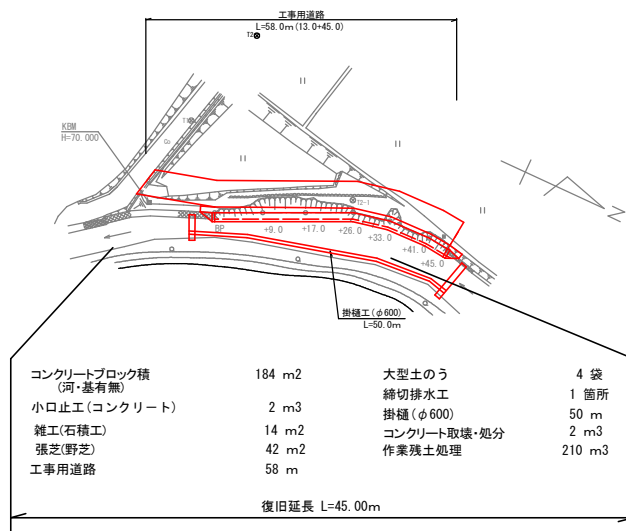 工事用道路
L=58.0m(13.0+45.0)
T2
T1
KBM
H=70.000
T2-1
BP
+9.0
+17.0
+26.0
+33.0
+41.0
+45.0
N
掛樋工(φ600)
L=50.0m
コンクリートブロック積 184 m2
(河・基有無)
小口止工(コンクリート) 2 m3
雑工(石積工) 14 m2
張芝(野芝) 42 m2
工事用道路 58 m
大型土のう 4 袋
締切排水工 1 箇所
掛樋(φ600) 50 m
コンクリート取壊・処分 2 m3
作業残土処理 210 m3
復旧延長 L=45.00m